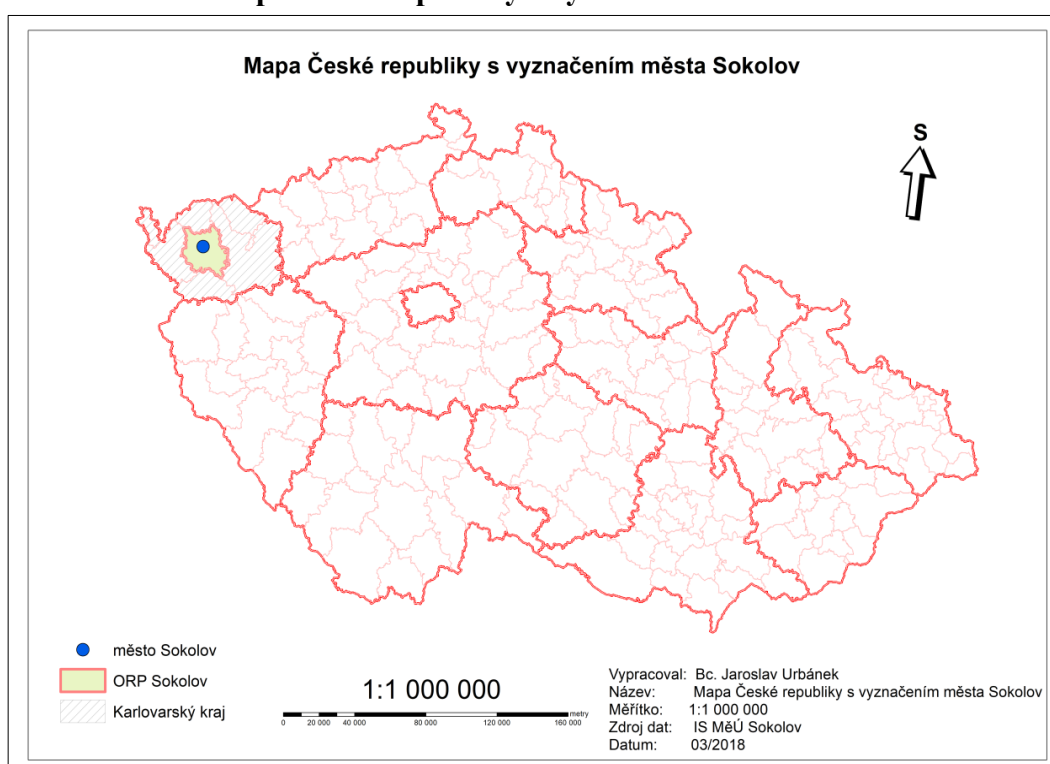 Mapa České republiky s vyznačením města Sokolov
S
město Sokolov
ORP Sokolov
Karlovarský kraj
1:1 000 000
metry
0 20 000 40 000 80 000 120 000 160 000
Vypracoval: Bc. Jaroslav Urbánek
Název: Mapa České republiky s vyznačením města Sokolov
Měřítko: 1:1 000 000
Zdroj dat: IS MěÚ Sokolov
Datum: 03/2018